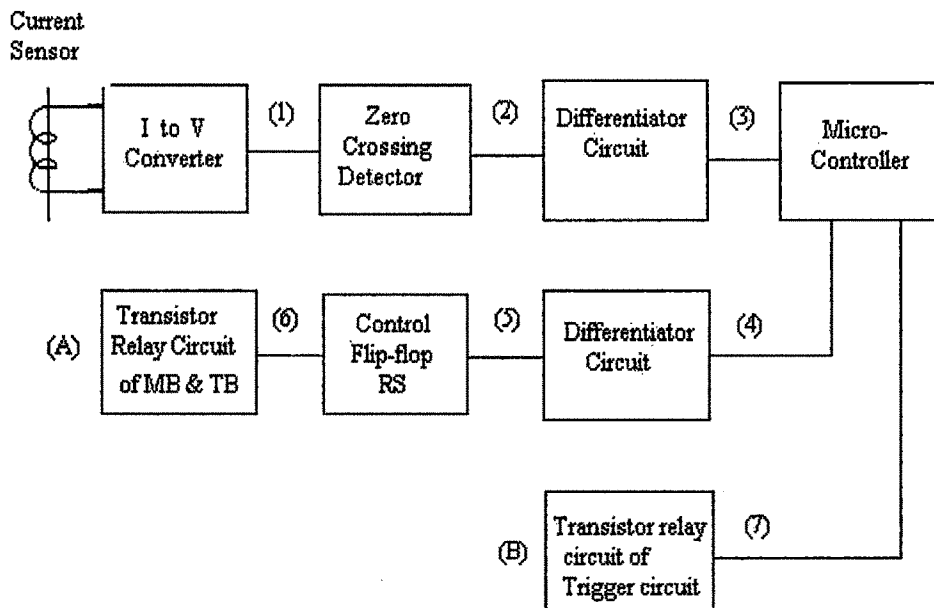 Current
Sensor
I to V
Converter
(1)
Zero
Crossing
Detector
(2)
Differentiator
Circuit
(3)
Micro-
Controller
(A)
Transistor
Relay Circuit
of MB & TB
(6)
Control
Flip-flop
RS
(5)
Differentiator
Circuit
(4)
(B)
Transistor relay
circuit of
Trigger circuit
(7)